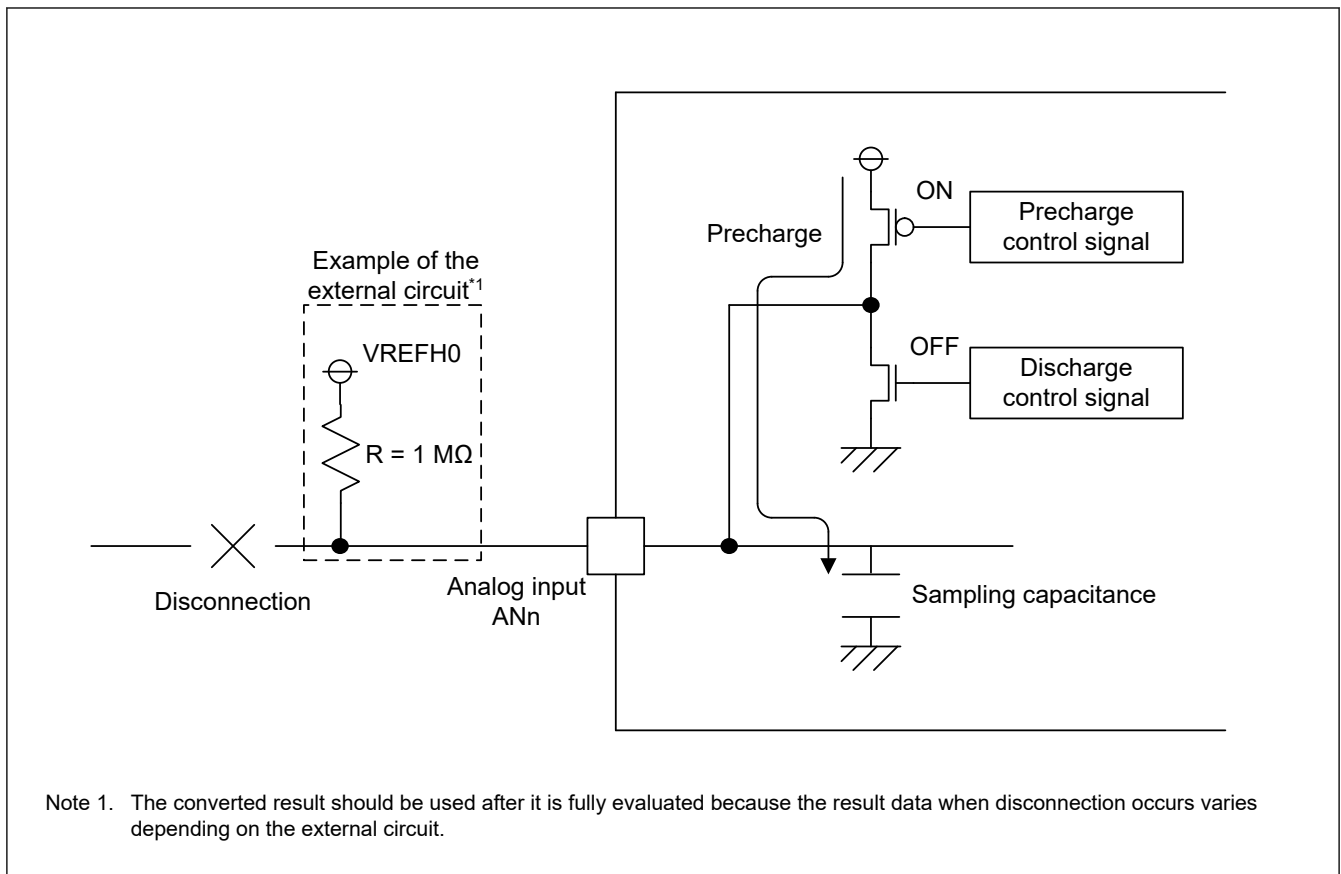 ON
Precharge
control signal
Precharge
Example of the
external circuit*1
VREFH0
OFF
Discharge
control signal
R = 1 MΩ
Disconnection
Analog input
ANn
Sampling capacitance
Note 1. The converted result should be used after it is fully evaluated because the result data when disconnection occurs varies
depending on the external circuit.